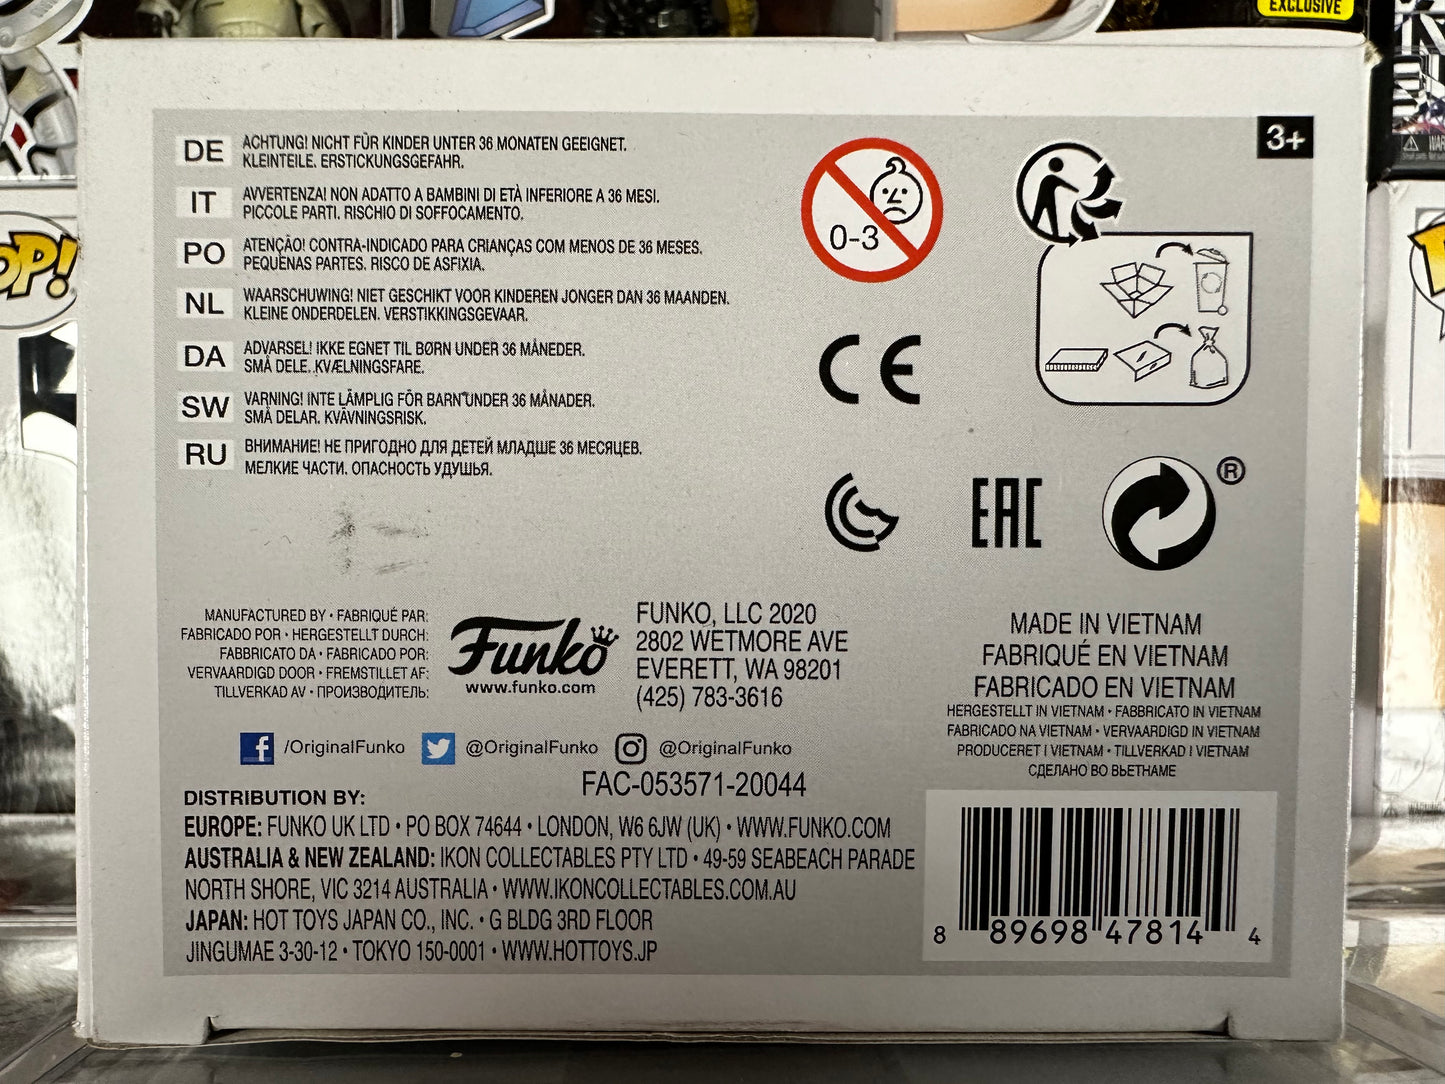 EXCLUSIVE
3+
DE ACHTUNG! NICHT FÜR KINDER UNTER 36 MONATEN GEEIGNET.
KLEINTEILE. ERSTICKUNGSGEFAHR.
IT AVVERTENZA! NON ADATTO A BAMBINI DI ETÀ INFERIORE A 36 MESI.
PICCOLE PARTI. RISCHIO DI SOFFOCAMENTO.
PO ATENÇÃO! CONTRA-INDICADO PARA CRIANÇAS COM MENOS DE 36 MESES.
PEQUENAS PARTES. RISCO DE ASFIXIA.
NL WAARSCHUWING! NIET GESCHIKT VOOR KINDEREN JONGER DAN 36 MAANDEN.
KLEINE ONDERDELEN. VERSTIKKINGSGEVAAR.
DA ADVARSEL! IKKE EGNET TIL BØRN UNDER 36 MÅNEDER.
SMÅ DELE. KVÆLNINGSFARE.
SW VARNING! INTE LÄMPLIG FÖR BARN UNDER 36 MÅNADER.
SMÅ DELAR. KVÄVNINGSRISK.
RU ВНИМАНИЕ! НЕ ПРИГОДНО ДЛЯ ДЕТЕЙ МЛАДШЕ 36 МЕСЯЦЕВ.
МЕЛКИЕ ЧАСТИ. ОПАСНОСТЬ УДУШЬЯ.
0-3
CE
EAC
®
MANUFACTURED BY • FABRIQUÉ PAR:
FABRICADO POR • HERGESTELLT DURCH:
FABBRICATO DA • FABRICADO POR:
VERVAARDIGD DOOR • FREMSTILLET AF:
TILLVERKAD AV • ПРОИЗВОДИТЕЛЬ:
Funko
www.funko.com
FUNKO, LLC 2020
2802 WETMORE AVE
EVERETT, WA 98201
(425) 783-3616
MADE IN VIETNAM
FABRIQUÉ EN VIETNAM
FABRICADO EN VIETNAM
HERGESTELLT IN VIETNAM • FABBRICATO IN VIETNAM
FABRICADO NA VIETNAM • VERVAARDIGD IN VIETNAM
PRODUCERET I VIETNAM • TILLVERKAD I VIETNAM
СДЕЛАНО ВО ВЬЕТНАМЕ
/OriginalFunko @OriginalFunko @OriginalFunko
FAC-053571-20044
DISTRIBUTION BY:
EUROPE: FUNKO UK LTD • PO BOX 74644 • LONDON, W6 6JW (UK) • WWW.FUNKO.COM
AUSTRALIA & NEW ZEALAND: IKON COLLECTABLES PTY LTD • 49-59 SEABEACH PARADE
NORTH SHORE, VIC 3214 AUSTRALIA • WWW.IKONCOLLECTABLES.COM.AU
JAPAN: HOT TOYS JAPAN CO., INC. • G BLDG 3RD FLOOR
JINGUMAE 3-30-12 • TOKYO 150-0001 • WWW.HOTTOYS.JP
8 89698 47814 4